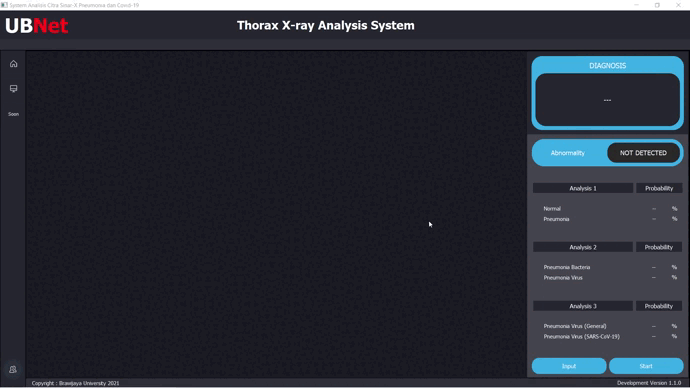 System Analisis Citra Sinar-X Pneumonia dan Covid-19
UBNet
Thorax X-ray Analysis System
DIAGNOSIS
---
Abnormality NOT DETECTED
Soon
Analysis 1 Probability
Normal -- %
Pneumonia -- %
Analysis 2 Probability
Pneumonia Bacteria -- %
Pneumonia Virus -- %
Analysis 3 Probability
Pneumonia Virus (General) -- %
Pneumonia Virus (SARS-CoV-19) -- %
Input Start
Copyright : Brawijaya University 2021 Development Version 1.1.0